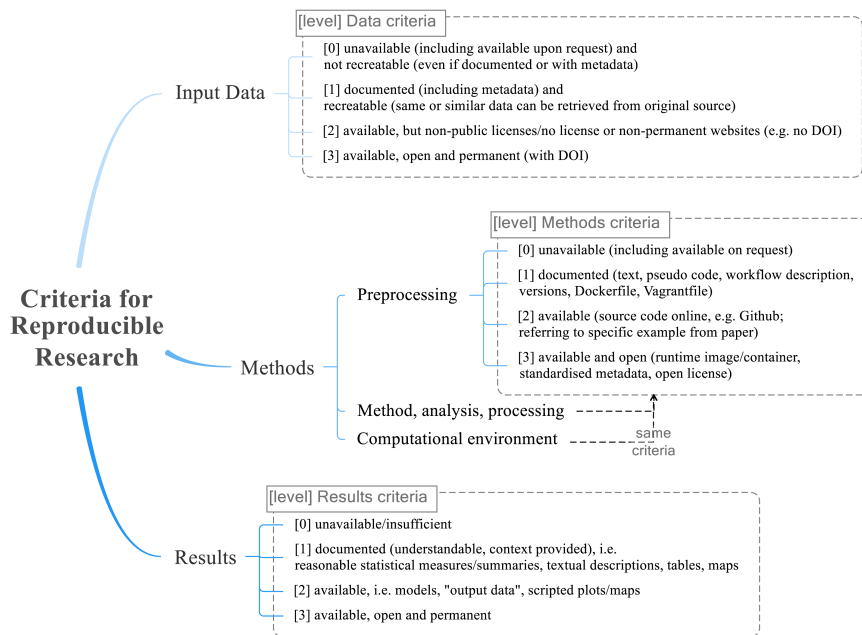 [level] Data criteria
[0] unavailable (including available upon request) and
not recreatable (even if documented or with metadata)
Input Data
[1] documented (including metadata) and
recreatable (same or similar data can be retrieved from original source)
[2] available, but non-public licenses/no license or non-permanent websites (e.g. no DOI)
[3] available, open and permanent (with DOI)
[level] Methods criteria
[0] unavailable (including available on request)
Criteria for
Reproducible
Research
Methods
Preprocessing
[1] documented (text, pseudo code, workflow description,
versions, Dockerfile, Vagrantfile)
[2] available (source code online, e.g. Github;
referring to specific example from paper)
[3] available and open (runtime image/container,
standardised metadata, open license)
Method, analysis, processing
Computational environment
same
criteria
[level] Results criteria
[0] unavailable/insufficient
Results
[1] documented (understandable, context provided), i.e.
reasonable statistical measures/summaries, textual descriptions, tables, maps
[2] available, i.e. models, "output data", scripted plots/maps
[3] available, open and permanent